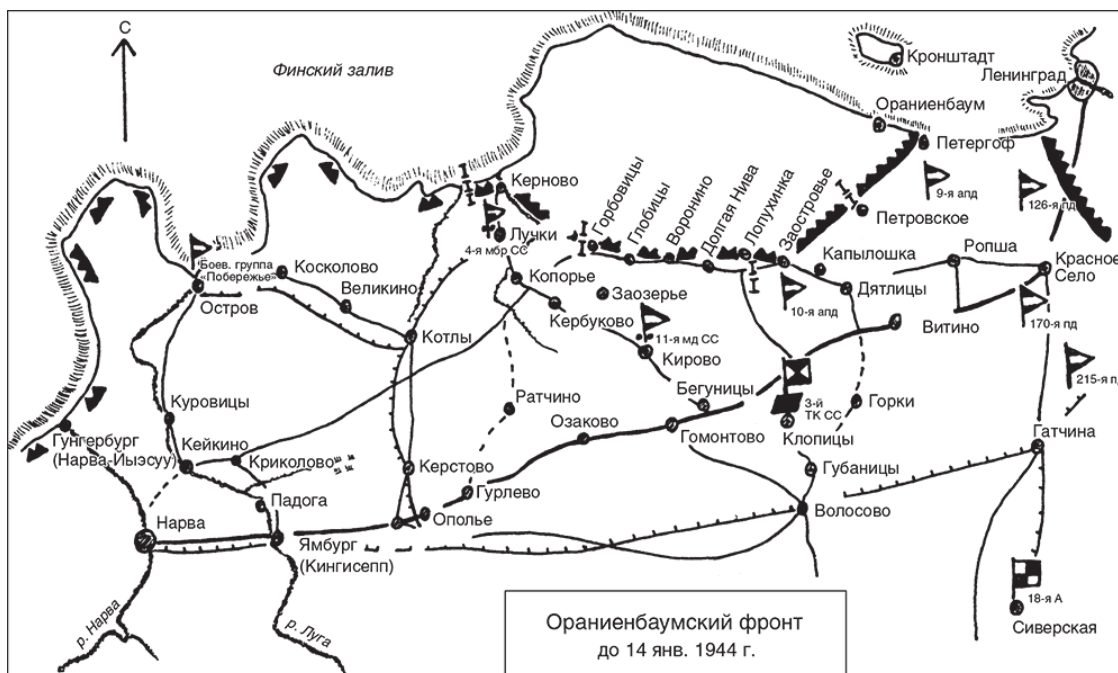 С
Финский залив
Кронштадт
Ленинград
Ораниенбаум
Петергоф
9-я апд
126-я пд
Керново
Лучки
4-я мбр СС
Горбовицы
Глобицы
Воронино
Долгая Нива
Лопухинка
Заостровье
Петровское
Боев. группа
«Побережье»
Косколово
Великино
Остров
Копорье
Заозерье
Кербуково
Капылошка
Дятлицы
Ропша
Красное
Село
10-я апд
Витино
170-я пд
Котлы
11-я мд СС
Кирово
215-я п
Бегуницы
Ратчино
3-й
ТК СС
Горки
Куровицы
Озаково
Гомонтово
Клопицы
Гатчина
Гунгербург
(Нарва-Йыэсуу)
Кейкино
Криколово
Керстово
Гурлево
Губаницы
Падога
Ополье
Волосово
Нарва
Ямбург
(Кингисепп)
р. Нарва
р. Луга
18-я А
Сиверская
Ораниенбаумский фронт
до 14 янв. 1944 г.